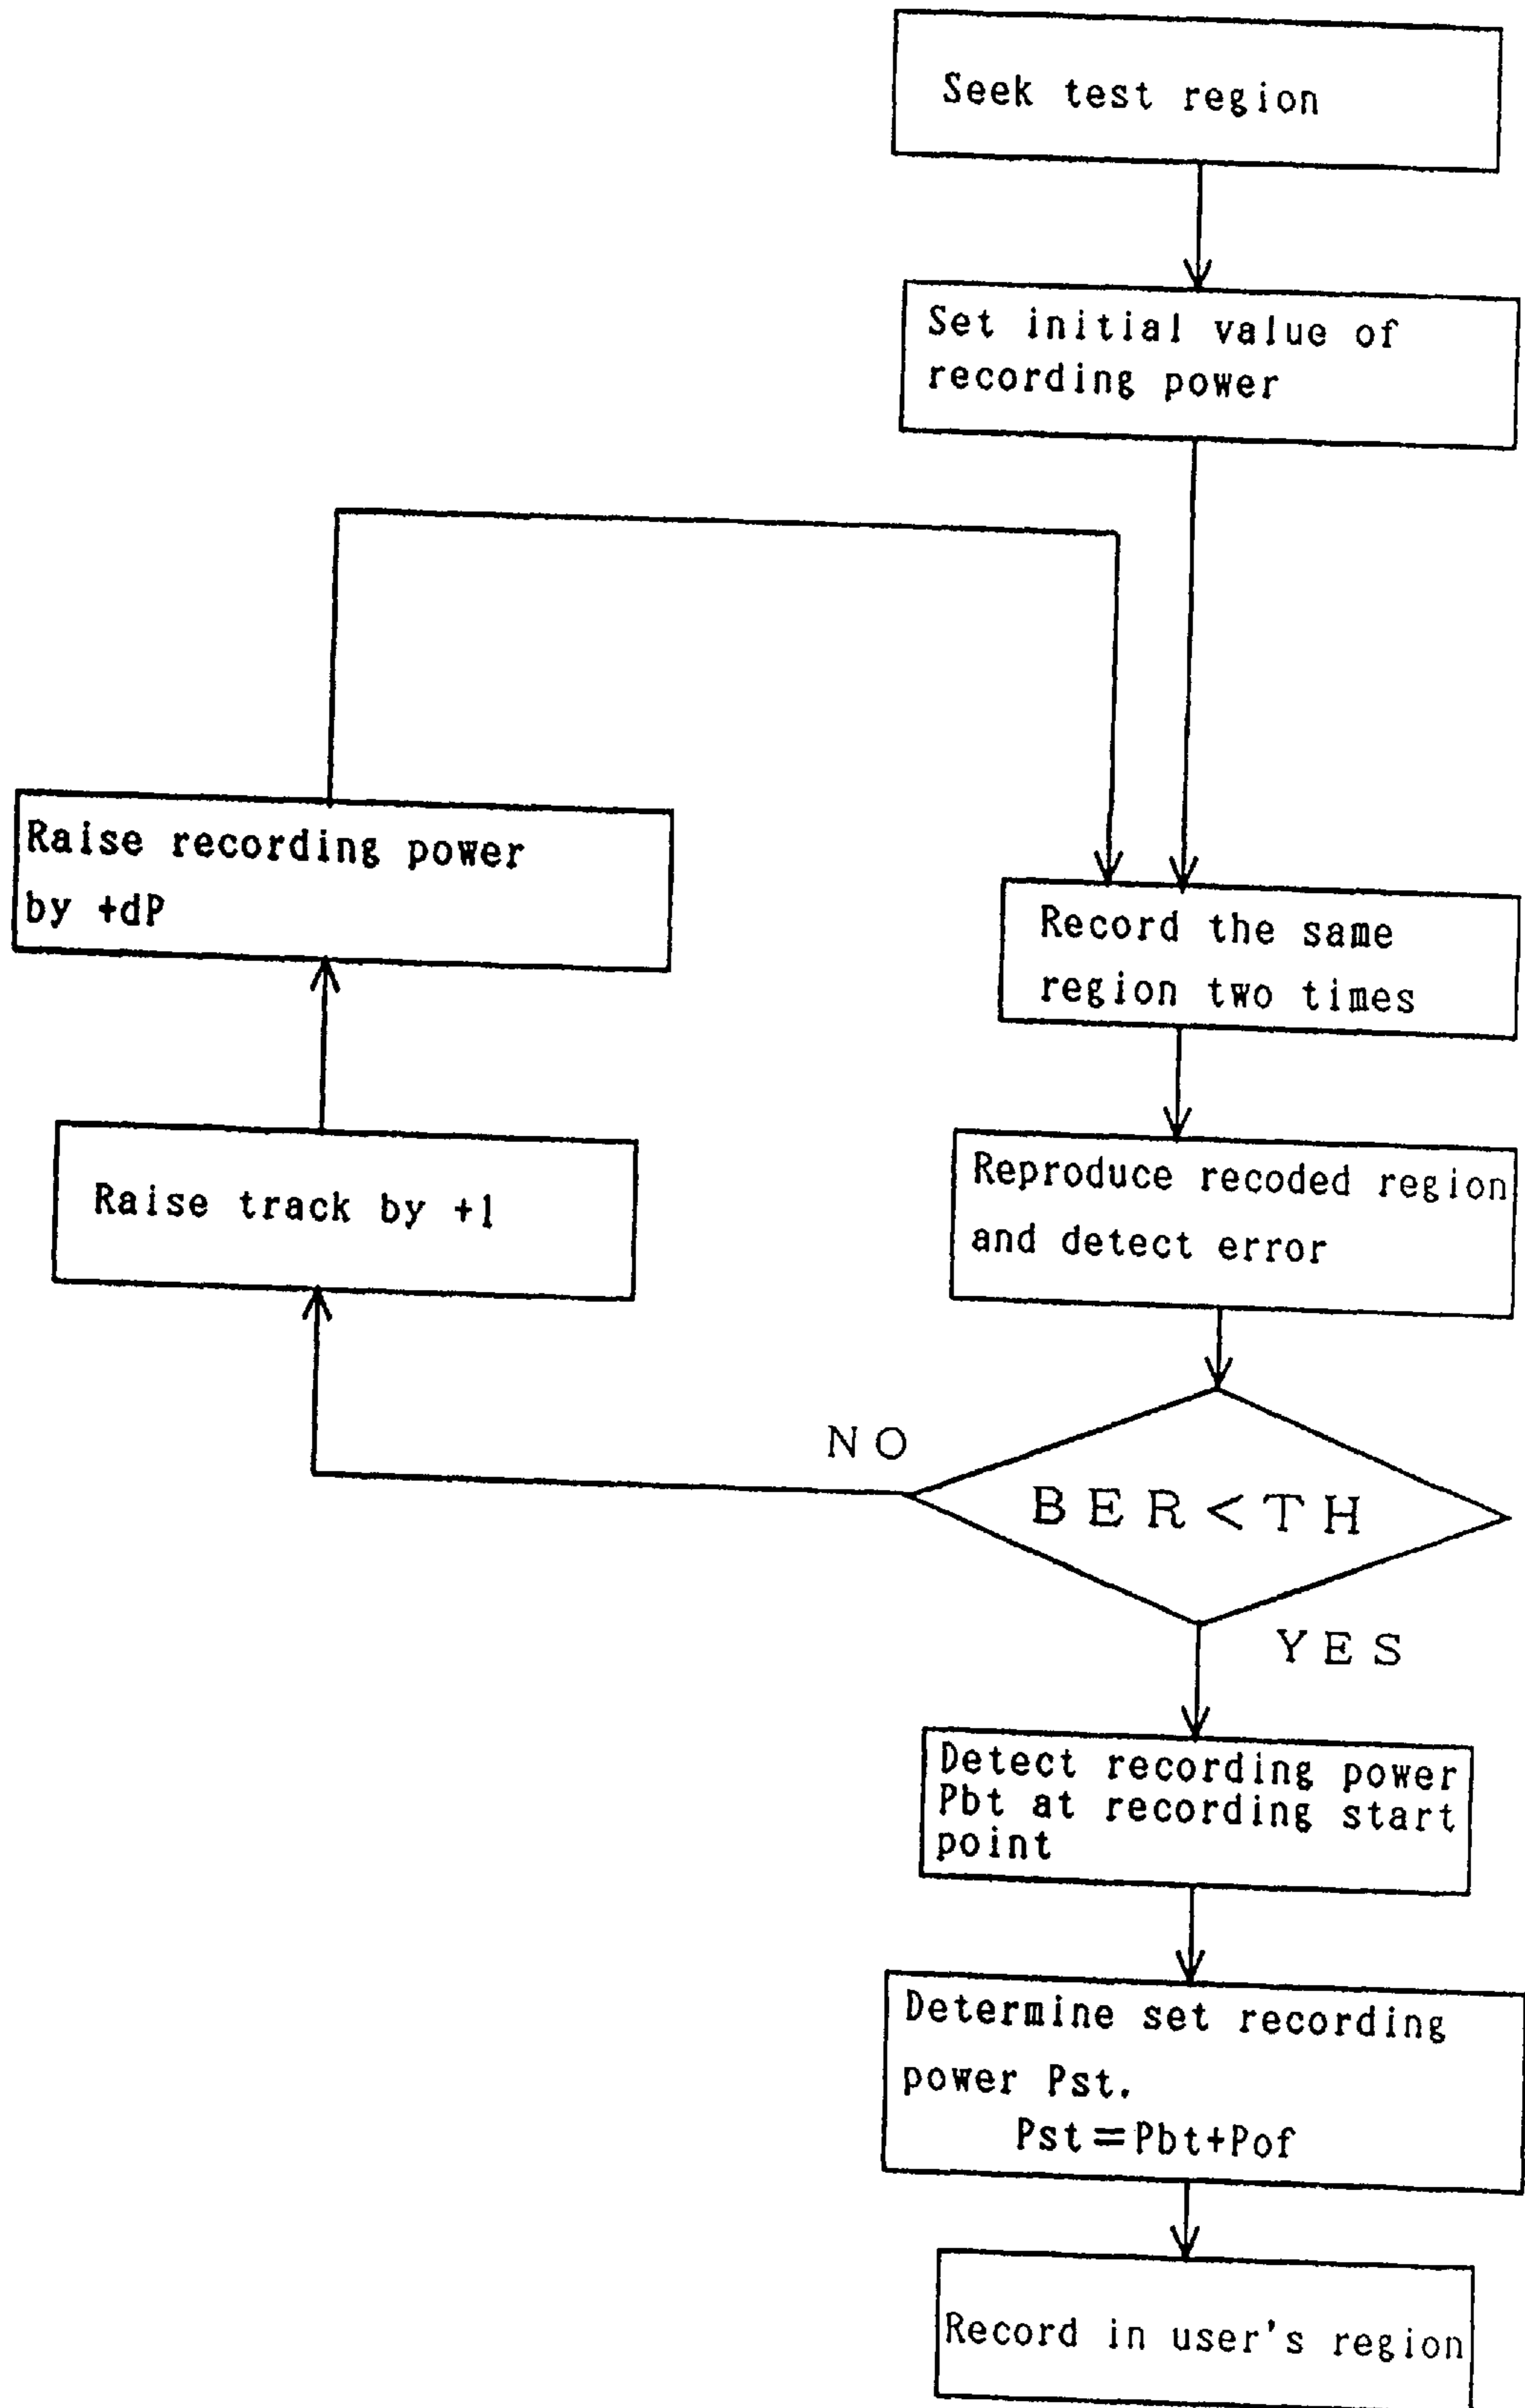 Seek test region
Set initial value of
recording power
Raise recording power
by +dP
Record the same
region two times
Raise track by +1
Reproduce recoded region
and detect error
NO
BER<TH
YES
Detect recording power
Pbt at recording start
point
Determine set recording
power Pst.
Pst=Pbt+Pof
Record in user's region